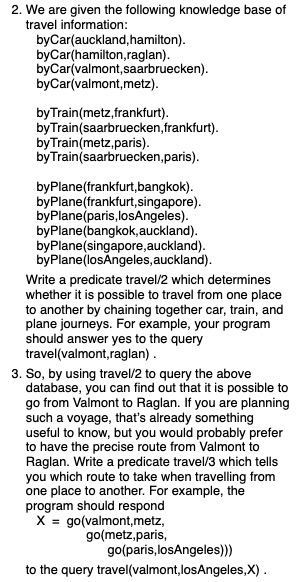 2. We are given the following knowledge base of
travel information:
byCar(auckland,hamilton).
byCar(hamilton,raglan).
byCar(valmont,saarbruecken).
byCar(valmont,metz).
byTrain(metz,frankfurt).
byTrain(saarbruecken,frankfurt).
byTrain(metz,paris).
byTrain(saarbruecken,paris).
byPlane(frankfurt,bangkok).
byPlane(frankfurt,singapore).
byPlane(paris,losAngeles).
byPlane(bangkok,auckland).
byPlane(singapore,auckland).
byPlane(losAngeles,auckland).
Write a predicate travel/2 which determines
whether it is possible to travel from one place
to another by chaining together car, train, and
plane journeys. For example, your program
should answer yes to the query
travel(valmont,raglan) .
3. So, by using travel/2 to query the above
database, you can find out that it is possible to
go from Valmont to Raglan. If you are planning
such a voyage, that's already something
useful to know, but you would probably prefer
to have the precise route from Valmont to
Raglan. Write a predicate travel/3 which tells
you which route to take when travelling from
one place to another. For example, the
program should respond
X = go(valmont,metz,
go(metz,paris,
go(paris,losAngeles)))
to the query travel(valmont,losAngeles,X) .